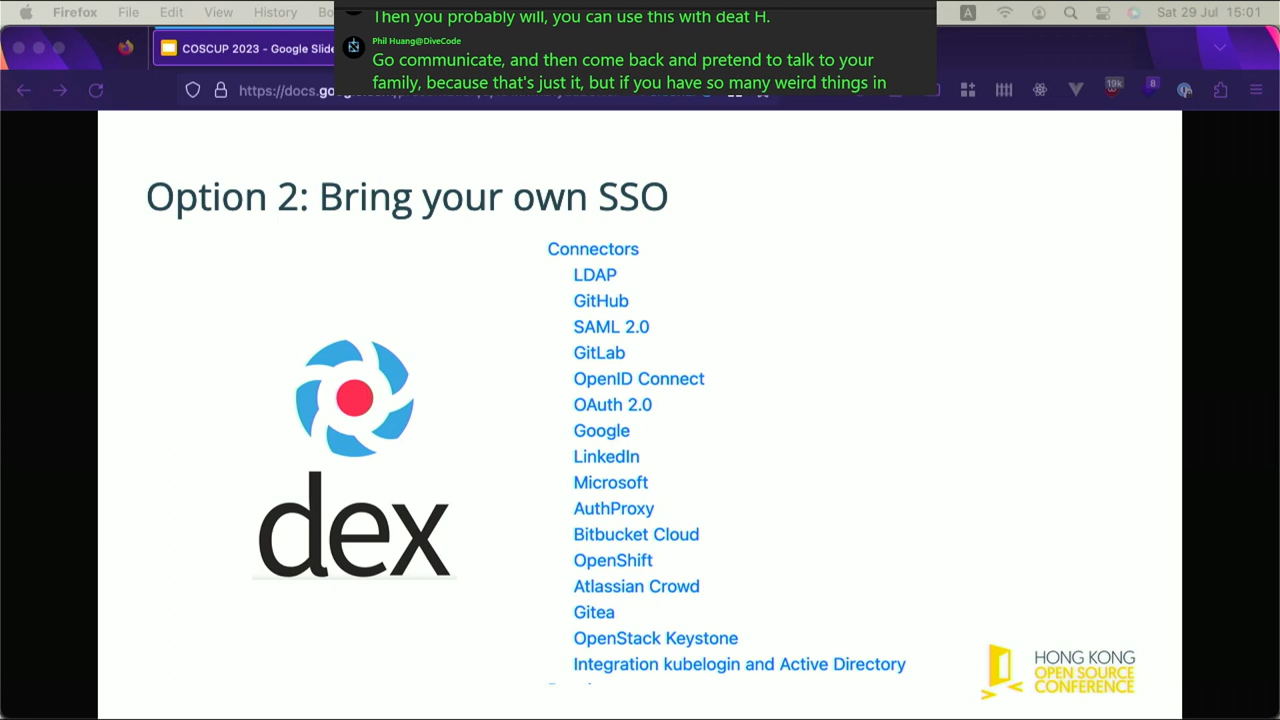 Firefox File Edit View History Bo
A Sat 29 Jul 15:01
Then you probably will, you can use this with deat H.
Phil Huang@DiveCode
Go communicate, and then come back and pretend to talk to your
family, because that's just it, but if you have so many weird things in
COSCUP 2023 - Google Slide
https://docs.goo
19K
8
Option 2: Bring your own SSO
Connectors
LDAP
GitHub
SAML 2.0
GitLab
OpenID Connect
OAuth 2.0
Google
LinkedIn
Microsoft
AuthProxy
Bitbucket Cloud
OpenShift
Atlassian Crowd
Gitea
OpenStack Keystone
Integration kubelogin and Active Directory
dex
HONG KONG
OPEN SOURCE
CONFERENCE